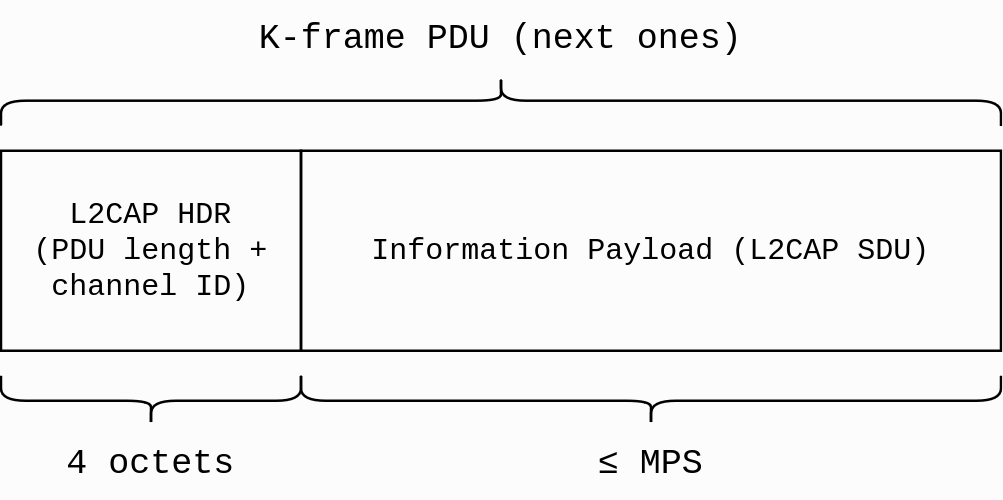 K-frame PDU (next ones)
L2CAP HDR
(PDU length +
channel ID)
Information Payload (L2CAP SDU)
4 octets
≤ MPS